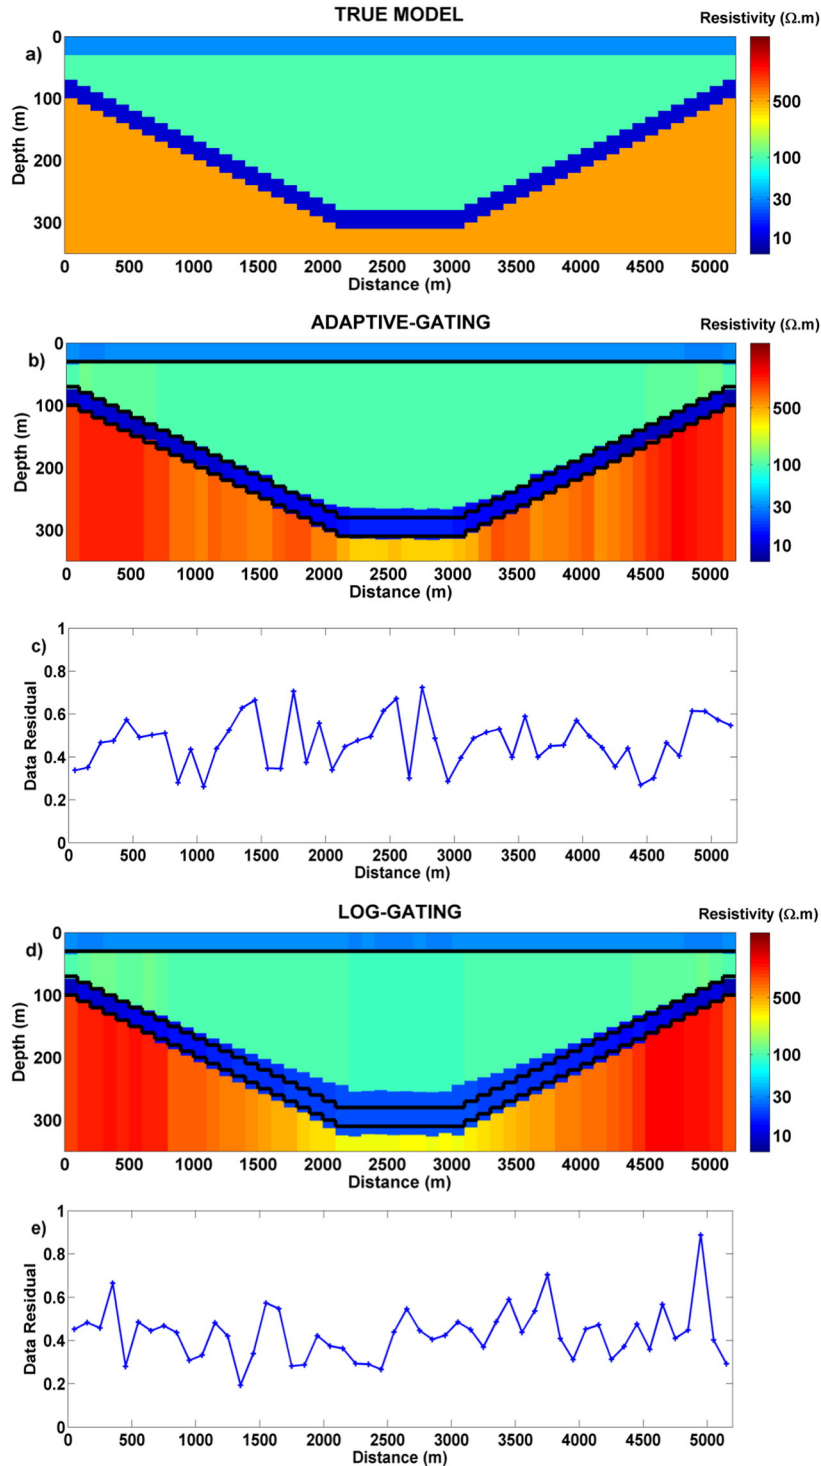 TRUE MODEL
Resistivity (Ω.m)
a)
Depth (m)
0
100
200
300
0 500 1000 1500 2000 2500 3000 3500 4000 4500 5000
Distance (m)
500
100
30
10
ADAPTIVE-GATING
Resistivity (Ω.m)
b)
Depth (m)
0
100
200
300
0 500 1000 1500 2000 2500 3000 3500 4000 4500 5000
Distance (m)
500
100
30
10
c)
Data Residual
1
0.8
0.6
0.4
0.2
0
0 500 1000 1500 2000 2500 3000 3500 4000 4500 5000
Distance (m)
LOG-GATING
Resistivity (Ω.m)
d)
Depth (m)
0
100
200
300
0 500 1000 1500 2000 2500 3000 3500 4000 4500 5000
Distance (m)
500
100
30
10
e)
Data Residual
1
0.8
0.6
0.4
0.2
0
0 500 1000 1500 2000 2500 3000 3500 4000 4500 5000
Distance (m)